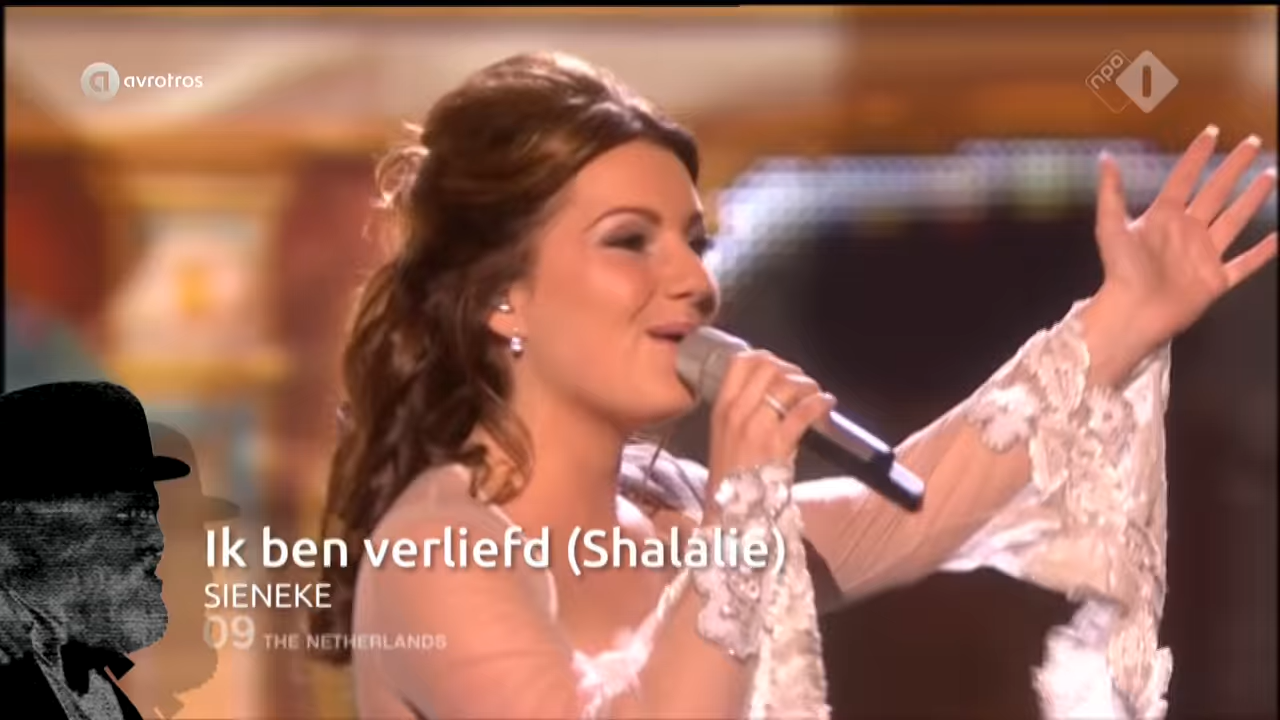 avrotros
npo
1
Ik ben verliefd (Shalalie)
SIENEKE
09 THE NETHERLANDS